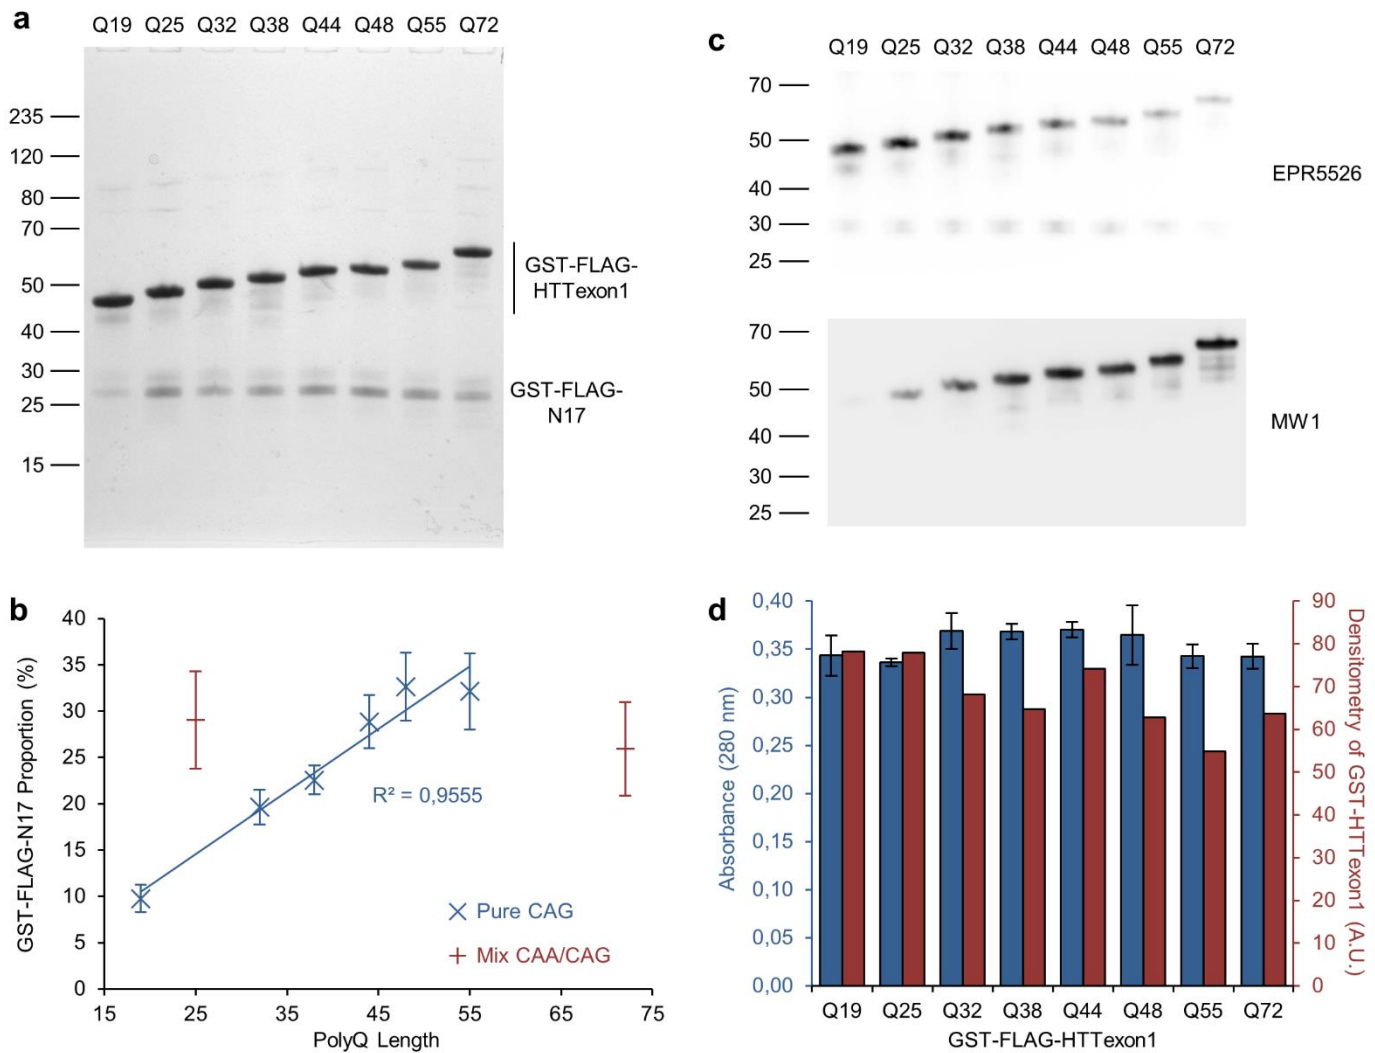 a
Q19 Q25 Q32 Q38 Q44 Q48 Q55 Q72
235
120
80
70
50
40
30
25
15
GST-FLAG-
HTTexon1
GST-FLAG-
N17
c
Q19 Q25 Q32 Q38 Q44 Q48 Q55 Q72
70
50
40
30
25
EPR5526
70
50
40
30
25
MW1
b
GST-FLAG-N17 Proportion (%)
40
35
30
25
20
15
10
5
0
R² = 0,9555
Pure CAG
Mix CAA/CAG
15 25 35 45 55 65 75
PolyQ Length
d
Absorbance (280 nm)
0,40
0,35
0,30
0,25
0,20
0,15
0,10
0,05
0,00
90
80
70
60
50
40
30
20
10
0
Densitometry of GST-HTTexon1 (A.U.)
Q19 Q25 Q32 Q38 Q44 Q48 Q55 Q72
GST-FLAG-HTTexon1